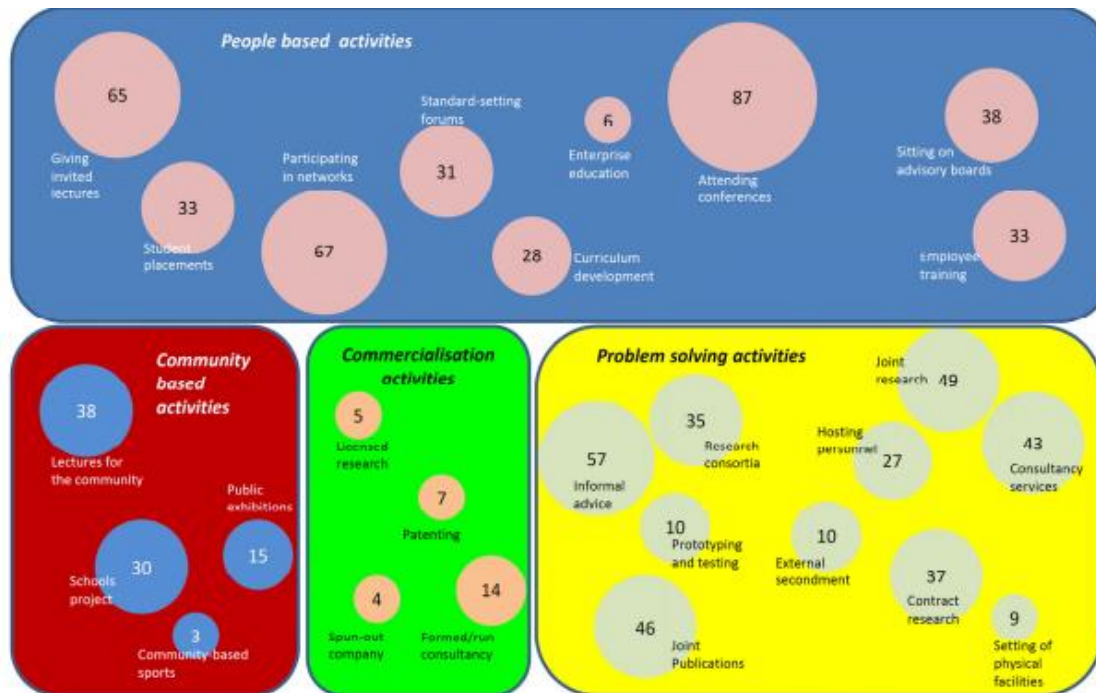 People based activities
65
Giving
invited
lectures
33
Student
placements
Participating
in networks
67
Standard-setting
forums
31
28
Curriculum
development
6
Enterprise
education
87
Attending
conferences
38
Sitting on
advisory boards
33
Employee
training
Community
based
activities
38
Lectures for
the community
Public
exhibitions
15
30
Schools
project
3
Community-based
sports
Commercialisation
activities
5
Licensed
research
7
Patenting
4
Spun-out
company
14
Formed/run
consultancy
Problem solving activities
57
Informal
advice
35
Research
consortia
Joint
research
49
Hosting
personnel
27
43
Consultancy
services
10
Prototyping
and testing
10
External
secondment
46
Joint
Publications
37
Contract
research
9
Setting of
physical
facilities